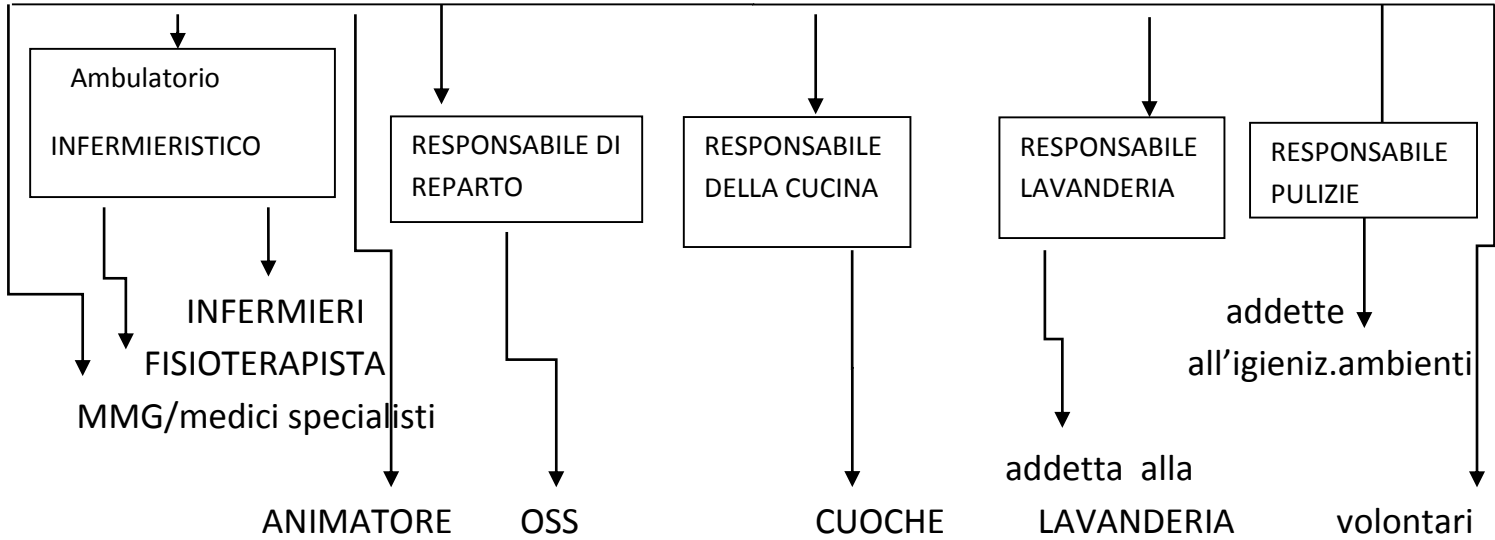 Ambulatorio
INFERMIERISTICO
RESPONSABILE DI
REPARTO
RESPONSABILE
DELLA CUCINA
RESPONSABILE
LAVANDERIA
RESPONSABILE
PULIZIE
INFERMIERI
FISIOTERAPISTA
MMG/medici specialisti
addette
all’igieniz.ambienti
ANIMATORE
OSS
CUOCHE
addetta alla
LAVANDERIA
volontari